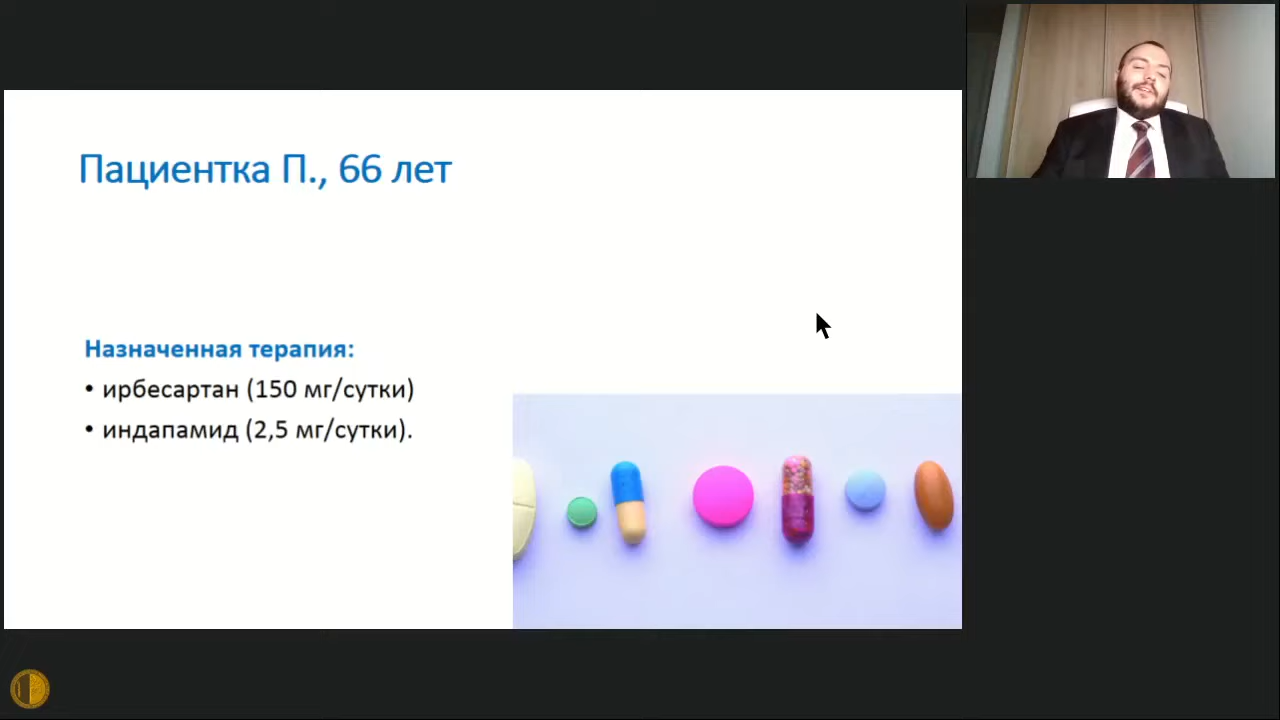 Пациентка П., 66 лет
Назначенная терапия:
• ирбесартан (150 мг/сутки)
• индапамид (2,5 мг/сутки).